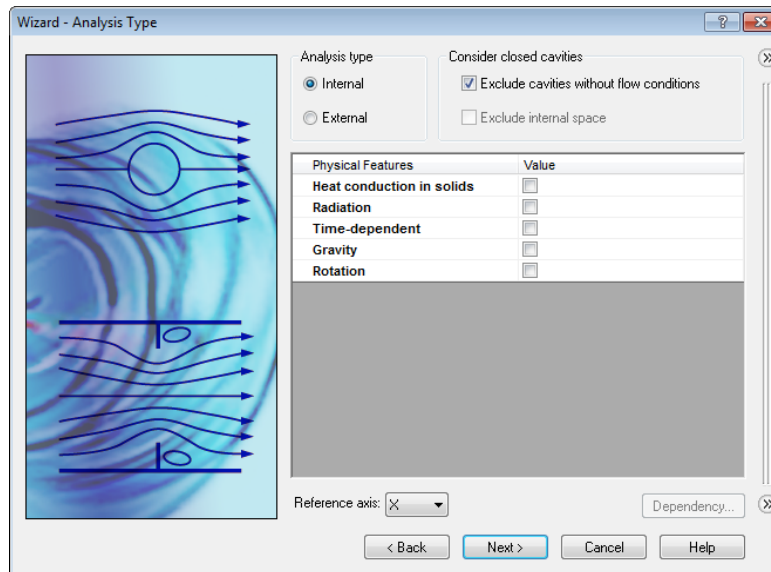 Wizard - Analysis Type
Analysis type
Internal
External
Consider closed cavities
Exclude cavities without flow conditions
Exclude internal space
Physical Features Value
Heat conduction in solids
Radiation
Time-dependent
Gravity
Rotation
Reference axis: X
Dependency...
< Back Next > Cancel Help